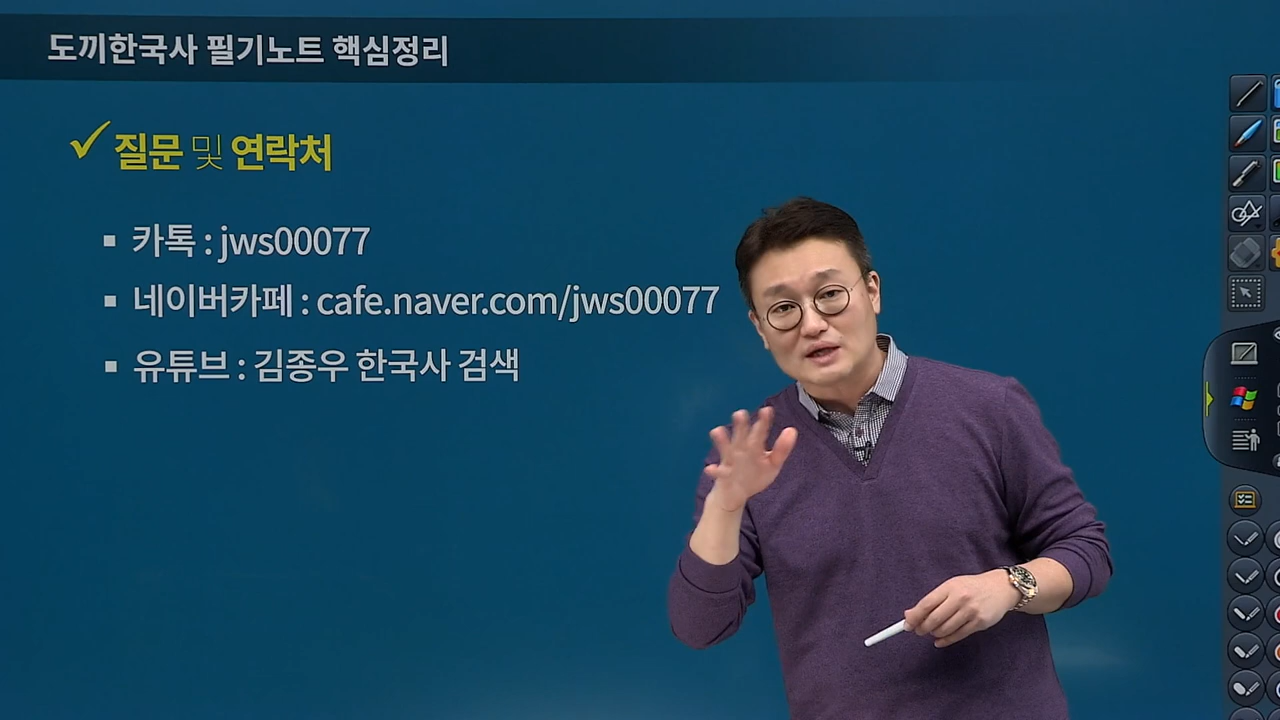 도끼한국사 필기노트 핵심정리
✓ 질문 및 연락처
▪ 카톡 : jws00077
▪ 네이버카페 : cafe.naver.com/jws00077
▪ 유튜브 : 김종우 한국사 검색